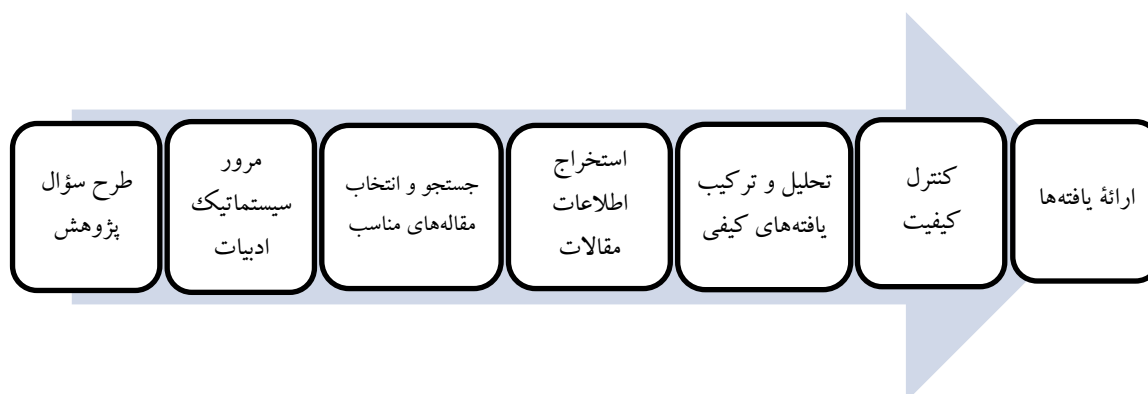 طرح سؤال
پژوهش
مرور
سیستماتیک
ادبیات
جستجو و انتخاب
مقاله‌های مناسب
استخراج
اطلاعات
مقالات
تحلیل و ترکیب
یافته‌های کیفی
کنترل
کیفیت
ارائۀ یافته‌ها